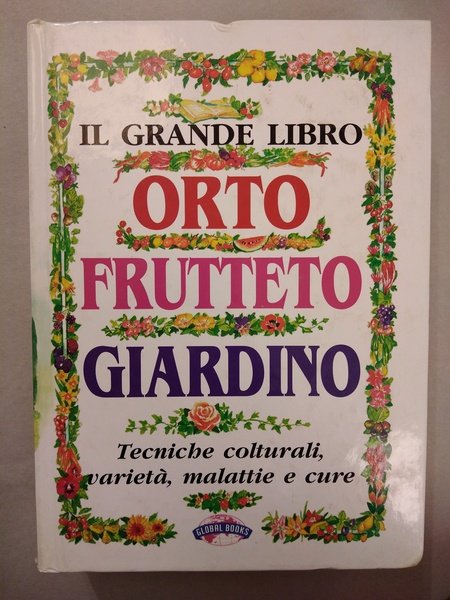 IL GRANDE LIBRO
ORTO
FRUTTETO
GIARDINO
Tecniche colturali,
varietà, malattie e cure
GLOBAL BOOKS